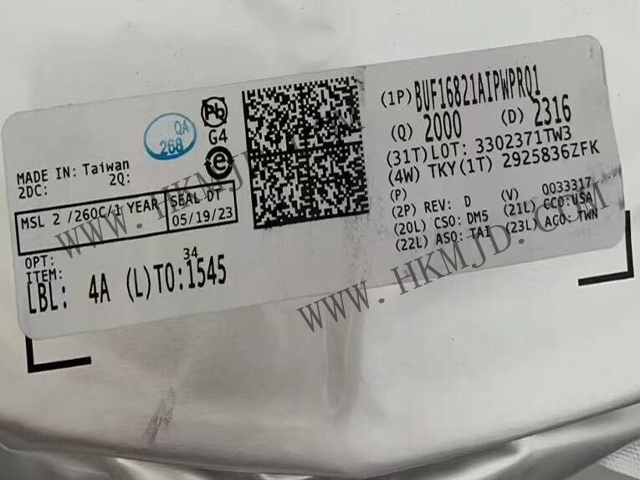 (1P) BUF16821AIPWPRQ1
(Q) 2000 (D) 2316
(31T)LOT: 3302371TW3
(4W) TKY(1T) 2925836ZFK
(P)
(2P) REV: D (V) 0033317
(20L) CSO: DM5 (21L) CCO:USA
(22L) ASO: TAI (23L) ACO: TWN
QA
268
Pb
G4
e
MADE IN: Taiwan
2DC: 2Q:
MSL 2 /260C/1 YEAR
SEAL DT
05/19/23
OPT:
ITEM: 34
LBL: 4A (L)TO:1545
WWW.HKMJD.COM
WWW.HKMJD.COM